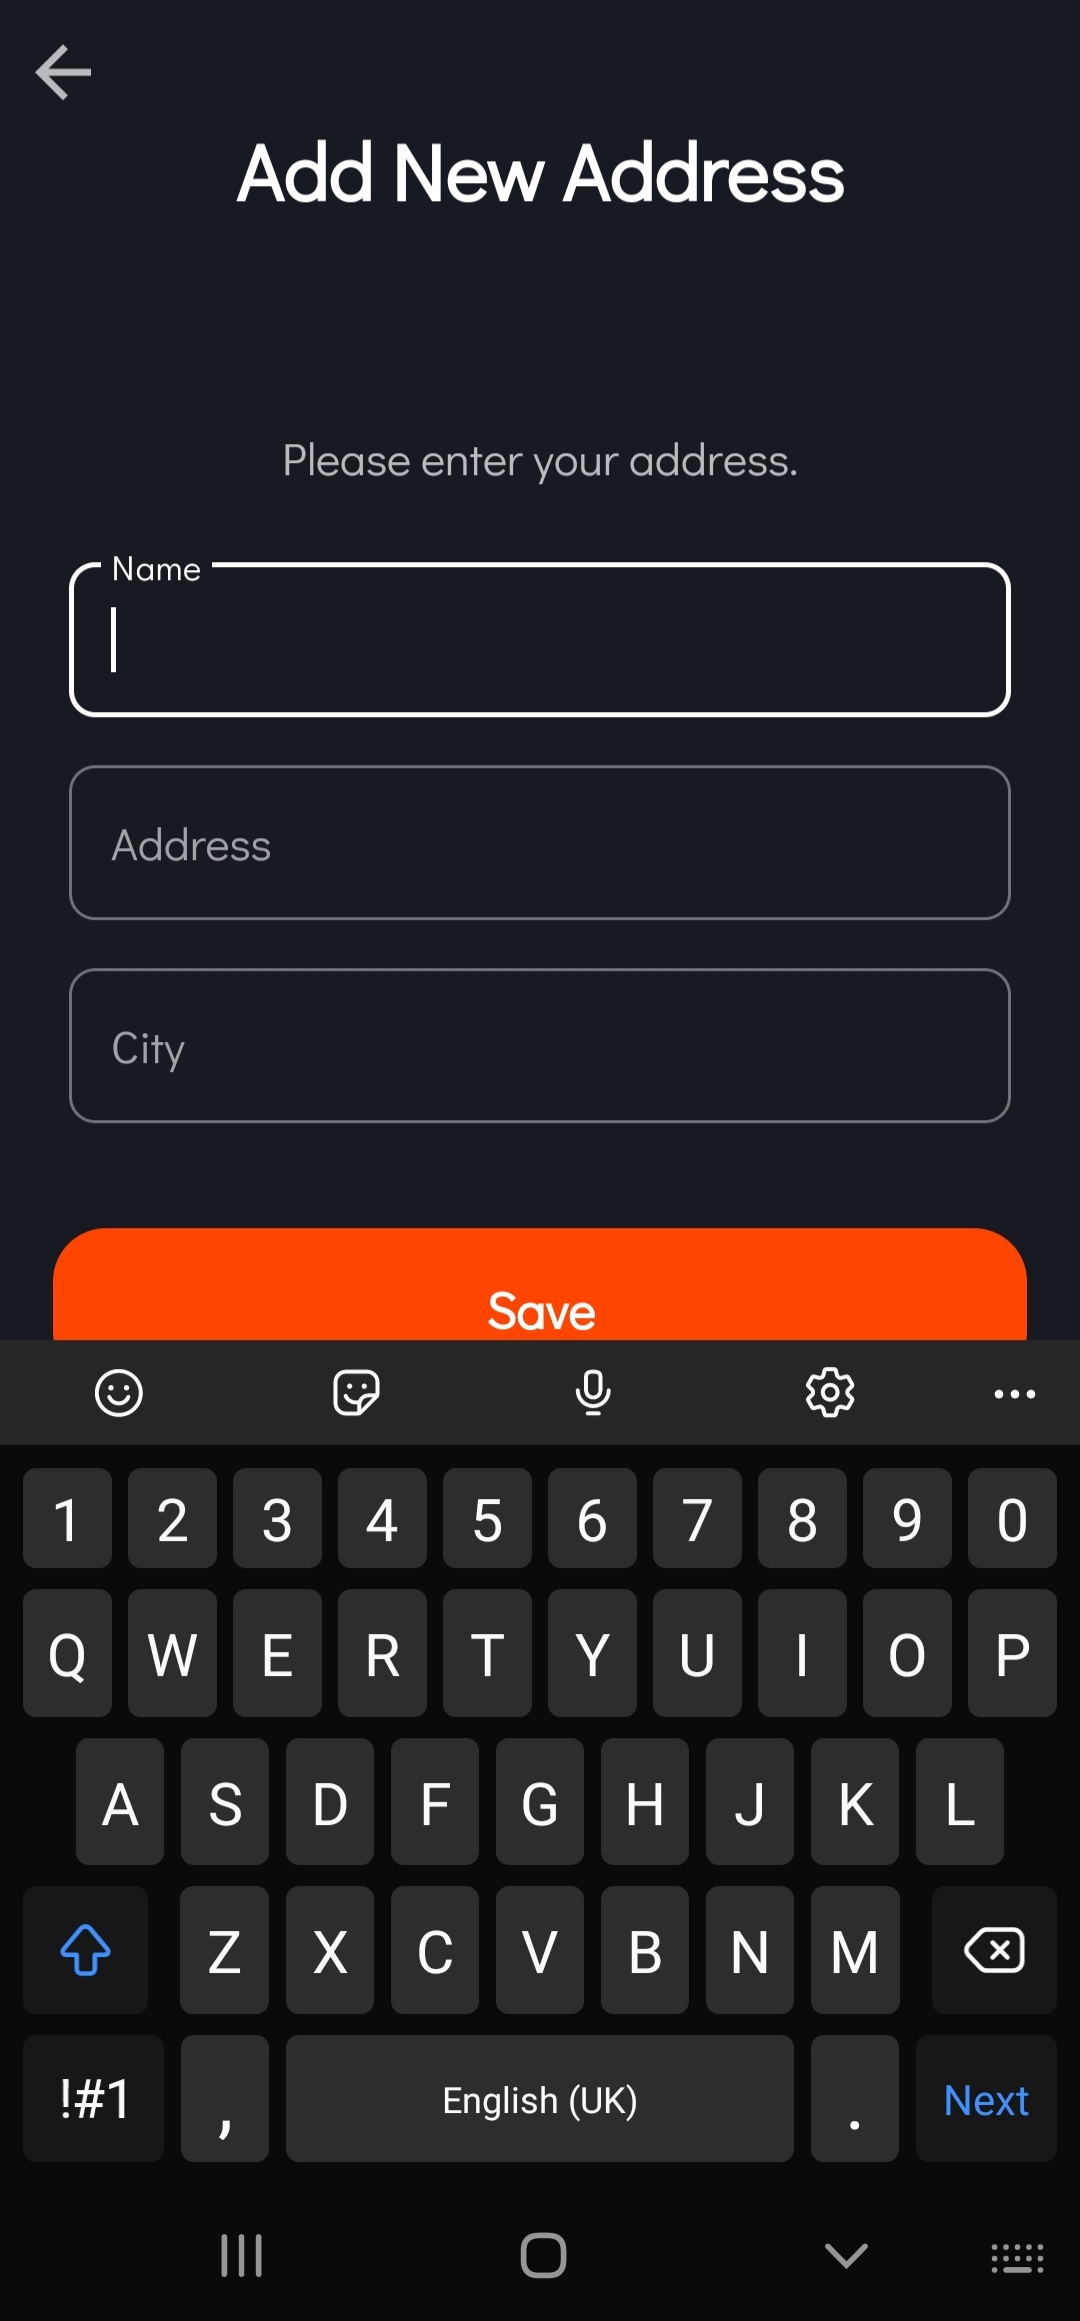 Add New Address
Please enter your address.
Name
Address
City
Save
1 2 3 4 5 6 7 8 9 0
Q W E R T Y U I O P
A S D F G H J K L
Z X C V B N M
!#1 , English (UK) . Next